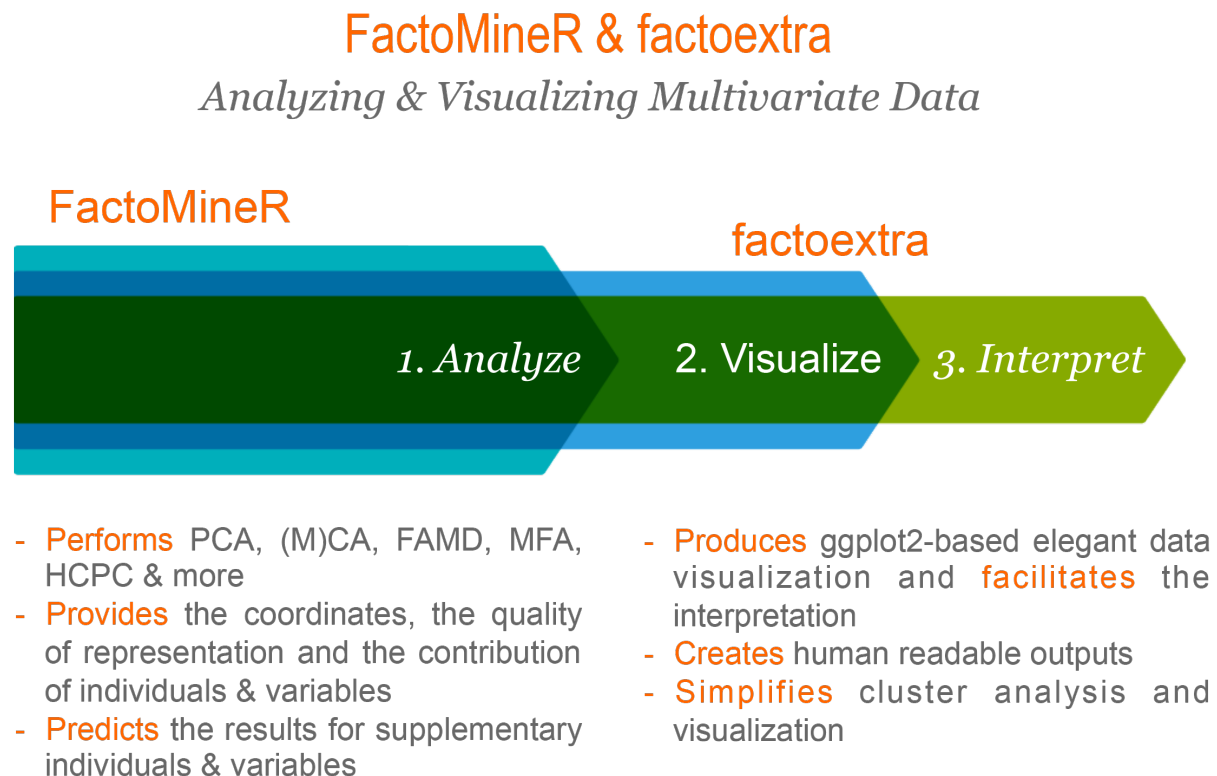 FactoMineR & factoextra
Analyzing & Visualizing Multivariate Data
FactoMineR
factoextra
1. Analyze
2. Visualize
3. Interpret
- Performs PCA, (M)CA, FAMD, MFA,
HCPC & more
- Provides the coordinates, the quality
of representation and the contribution
of individuals & variables
- Predicts the results for supplementary
individuals & variables
- Produces ggplot2-based elegant data
visualization and facilitates the
interpretation
- Creates human readable outputs
- Simplifies cluster analysis and
visualization